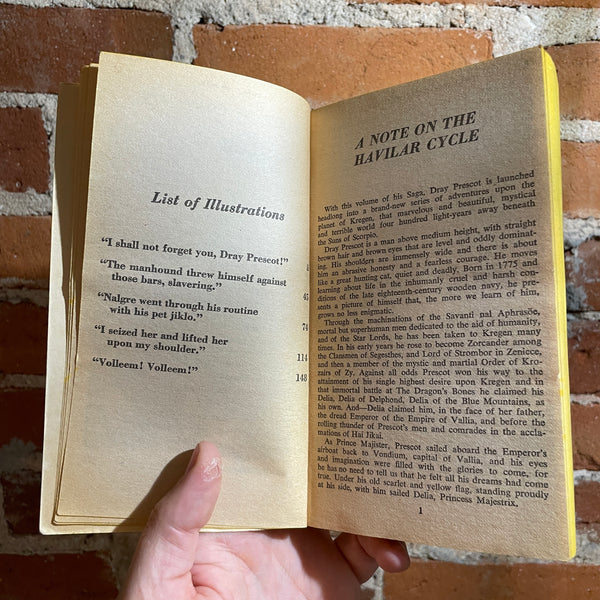 List of Illustrations
"I shall not forget you, Dray Prescot!"
"The manhound threw himself against
those bars, slavering." 47
"Nalgre went through his routine
with his pet jiklo." 74
"I seized her and lifted her
upon my shoulder." 114
"Volleem! Volleem!" 148
A NOTE ON THE
HAVILAR CYCLE
With this volume of his Saga, Dray Prescot is launched
headlong into a brand-new series of adventures upon the
planet of Kregen, that marvelous and beautiful, mystical
and terrible world four hundred light-years away beneath
the Suns of Scorpio.
Dray Prescot is a man above medium height, with straight
brown hair and brown eyes that are level and oddly dominat-
ing. His shoulders are immensely wide and there is about
him an abrasive honesty and a fearless courage. He moves
like a great hunting cat, quiet and deadly. Born in 1775 and
learning about life in the inhumanly cruel and harsh con-
ditions of the late eighteenth-century wooden navy, he pre-
sents a picture of himself that, the more we learn of him,
grows no less enigmatic.
Through the machinations of the Savanti nal Aphrasöe,
mortal but superhuman men dedicated to the aid of humanity,
and of the Star Lords, he has been taken to Kregen many
times. In his early years he rose to become Zorcander among
the Clansmen of Segesthes, and Lord of Strombor in Zenicce,
and then a member of the mystic and martial Order of Kro-
zairs of Zy. Against all odds Prescot won his way to the
attainment of his single highest desire upon Kregen and in
that immortal battle at The Dragon's Bones he claimed his
Delia, Delia of Delphond, Delia of the Blue Mountains, as
his own. And—Delia claimed him, in the face of her father,
the dread Emperor of the Empire of Vallia, and before the
rolling thunder of Prescot's men and comrades in the accla-
mations of Hai Jikai.
As Prince Majister, Prescot sailed aboard the Emperor's
airboat back to Vondium, capital of Vallia, and his eyes
and imagination were filled with the glories to come, for
he has no need to tell us that he felt all his dreams had come
true. Under his old scarlet and yellow flag, standing proudly
at his side, with him sailed Delia, Princess Majestrix,
1